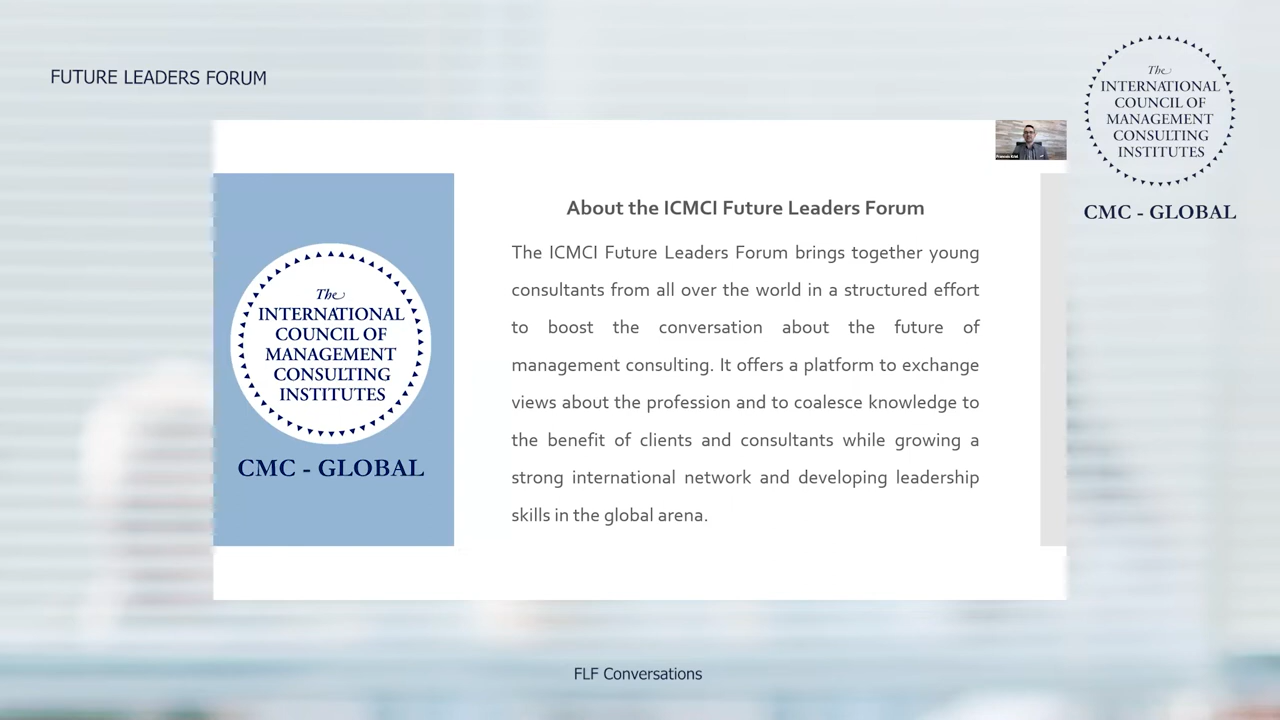 FUTURE LEADERS FORUM
The
INTERNATIONAL
COUNCIL OF
MANAGEMENT
CONSULTING
INSTITUTES
CMC - GLOBAL
The
INTERNATIONAL
COUNCIL OF
MANAGEMENT
CONSULTING
INSTITUTES
CMC - GLOBAL
About the ICMCI Future Leaders Forum
The ICMCI Future Leaders Forum brings together young
consultants from all over the world in a structured effort
to boost the conversation about the future of
management consulting. It offers a platform to exchange
views about the profession and to coalesce knowledge to
the benefit of clients and consultants while growing a
strong international network and developing leadership
skills in the global arena.
FLF Conversations